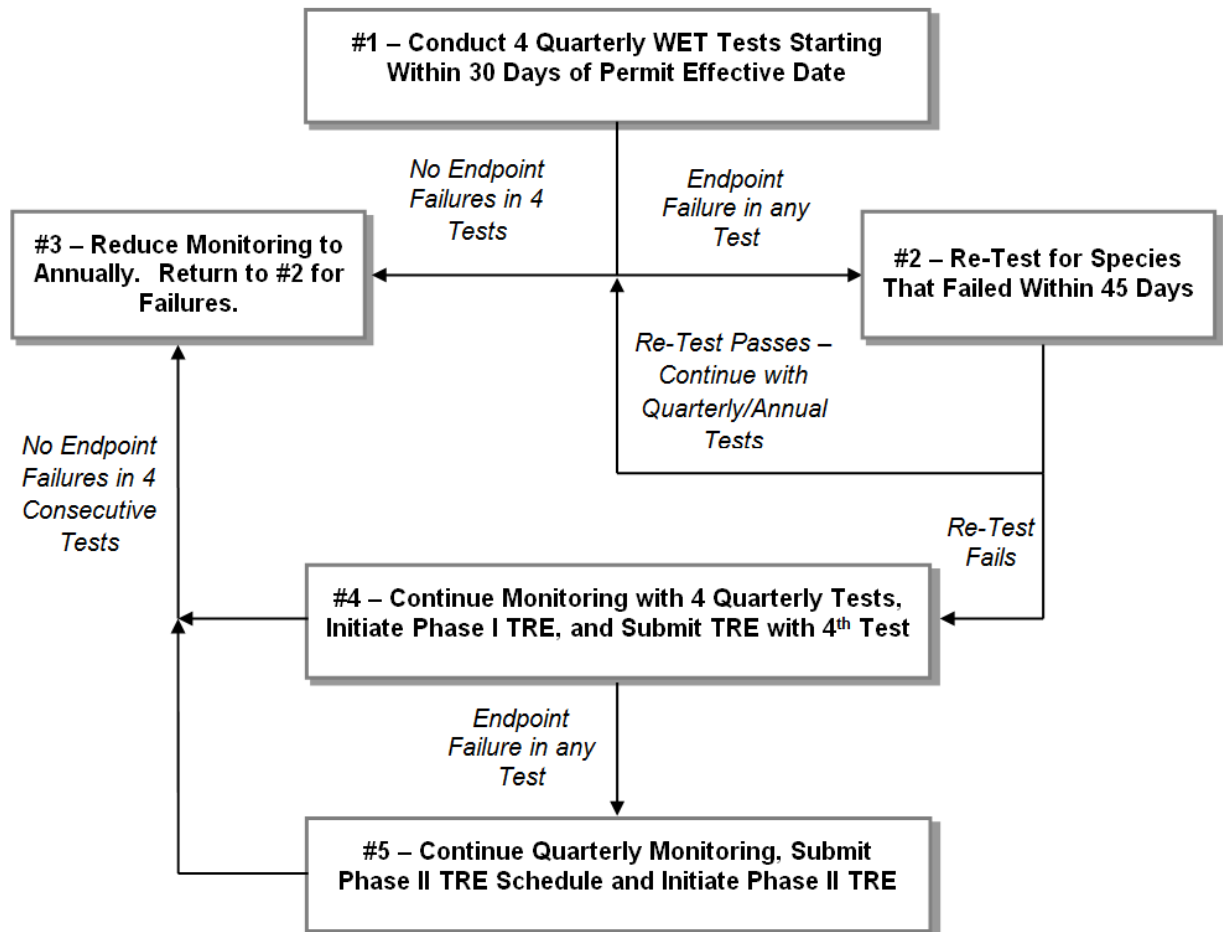 #1 – Conduct 4 Quarterly WET Tests Starting
Within 30 Days of Permit Effective Date
No Endpoint
Failures in 4
Tests
Endpoint
Failure in any
Test
#3 – Reduce Monitoring to
Annually. Return to #2 for
Failures.
#2 – Re-Test for Species
That Failed Within 45 Days
Re-Test Passes –
Continue with
Quarterly/Annual
Tests
No Endpoint
Failures in 4
Consecutive
Tests
Re-Test
Fails
#4 – Continue Monitoring with 4 Quarterly Tests,
Initiate Phase I TRE, and Submit TRE with 4th Test
Endpoint
Failure in any
Test
#5 – Continue Quarterly Monitoring, Submit
Phase II TRE Schedule and Initiate Phase II TRE